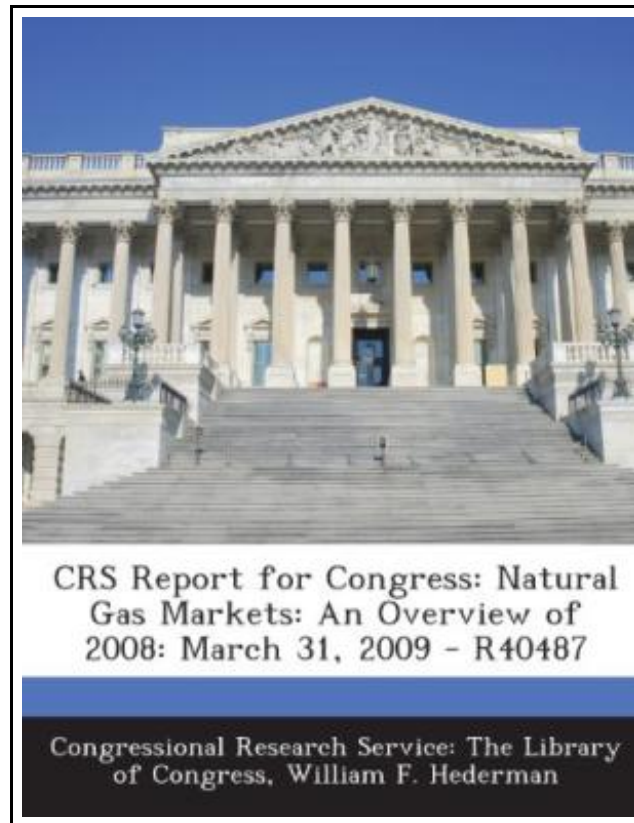 CRS Report for Congress: Natural
Gas Markets: An Overview of
2008: March 31, 2009 - R40487
Congressional Research Service: The Library
of Congress, William F. Hederman